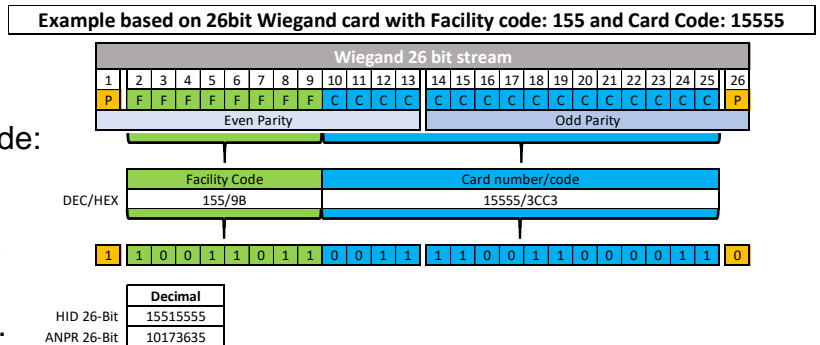 Example based on 26bit Wiegand card with Facility code: 155 and Card Code: 15555
Wiegand 26 bit stream
1 2 3 4 5 6 7 8 9 10 11 12 13 14 15 16 17 18 19 20 21 22 23 24 25 26
P F F F F F F F F C C C C C C C C C C C C C C C C P
Even Parity Odd Parity
de:
Facility Code Card number/code
DEC/HEX 155/9B 15555/3CC3
1 1 0 0 1 1 0 1 1 0 0 1 1 1 1 0 0 1 1 0 0 0 0 1 1 0
Decimal
HID 26-Bit 15515555
. ANPR 26-Bit 10173635